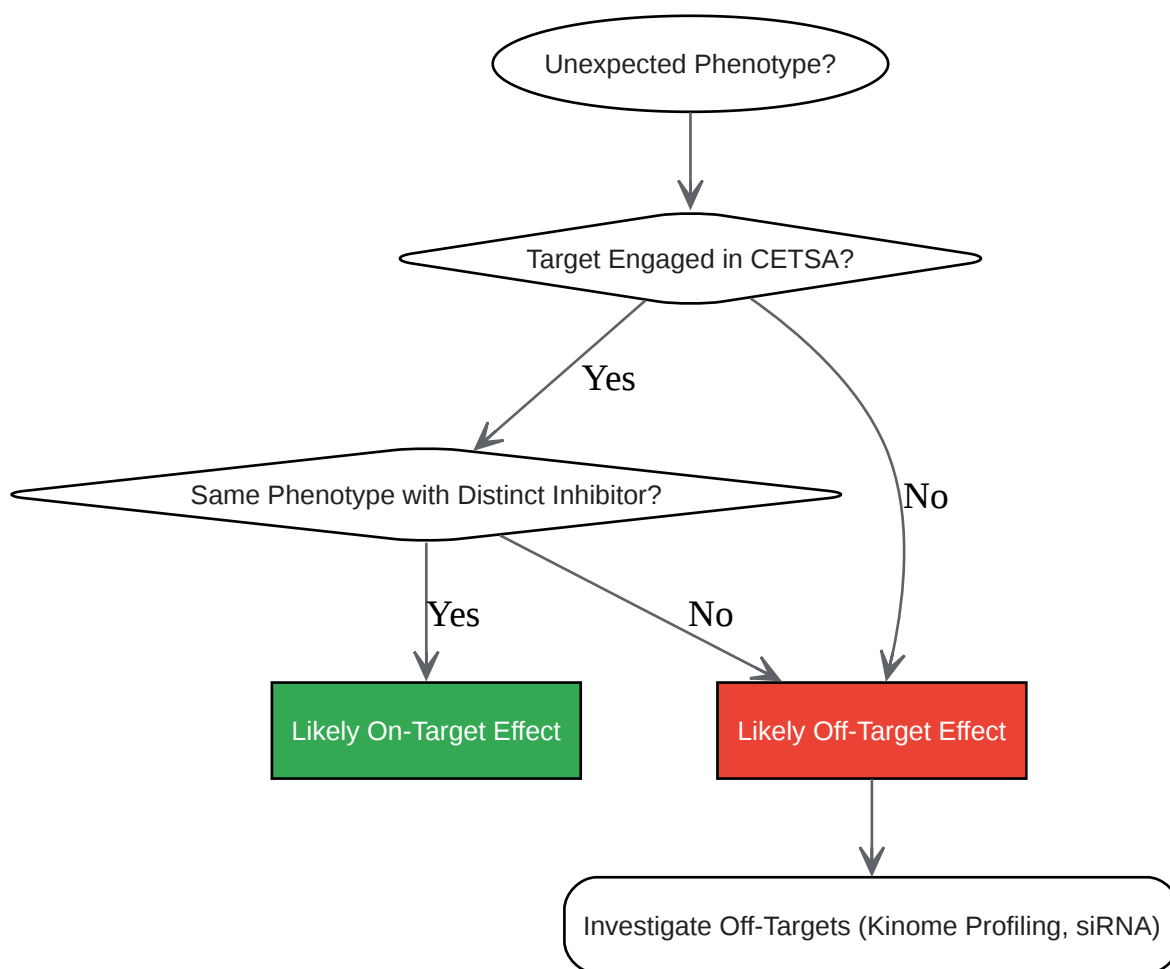 Unexpected Phenotype?
Target Engaged in CETSA?
Yes
Same Phenotype with Distinct Inhibitor?
No
Yes
No
Likely On-Target Effect
Likely Off-Target Effect
Investigate Off-Targets (Kinome Profiling, siRNA)